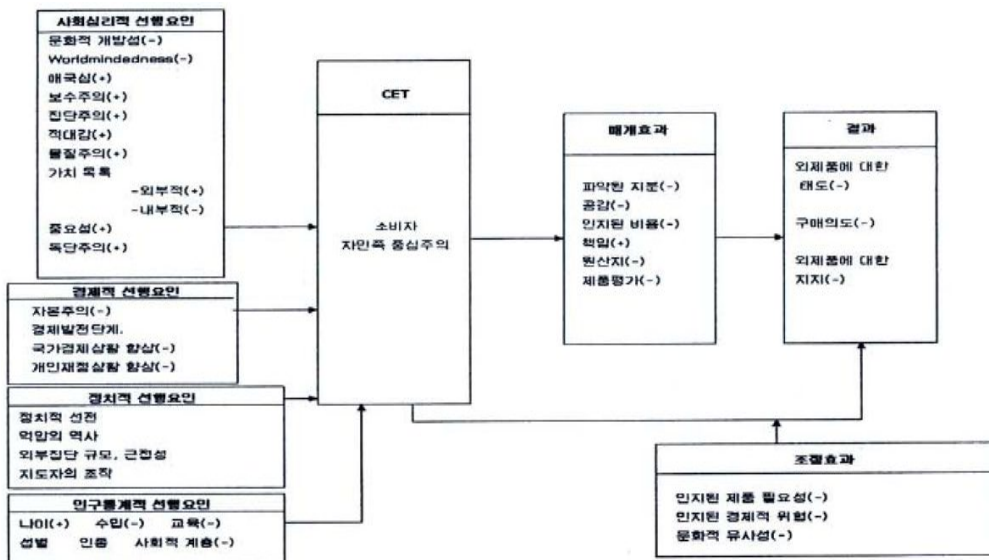 사회심리적 선행요인
문화적 개방성(-)
Worldmindedness(-)
애국심(+)
보수주의(+)
집단주의(+)
적대감(+)
물질주의(+)
가치 목록
-외부적(+)
-내부적(-)
중요성(+)
독단주의(+)
경제적 선행요인
자본주의(-)
경제발전단계.
국가경제상황 향상(-)
개인재정상황 향상(-)
정치적 선행요인
정치적 선전
억압의 역사
외부집단 규모, 근접성
지도자의 조작
인구통계적 선행요인
나이(+) 수입(-) 교육(-)
성별 인종 사회적 계층(-)
CET
소비자
자민족 중심주의
매개효과
파악된 지분(-)
공감(-)
인지된 비용(-)
책임(+)
원산지(-)
제품평가(-)
결과
외제품에 대한
태도(-)
구매의도(-)
외제품에 대한
지지(-)
조절효과
인지된 제품 필요성(-)
인지된 경제적 위협(-)
문화적 유사성(-)